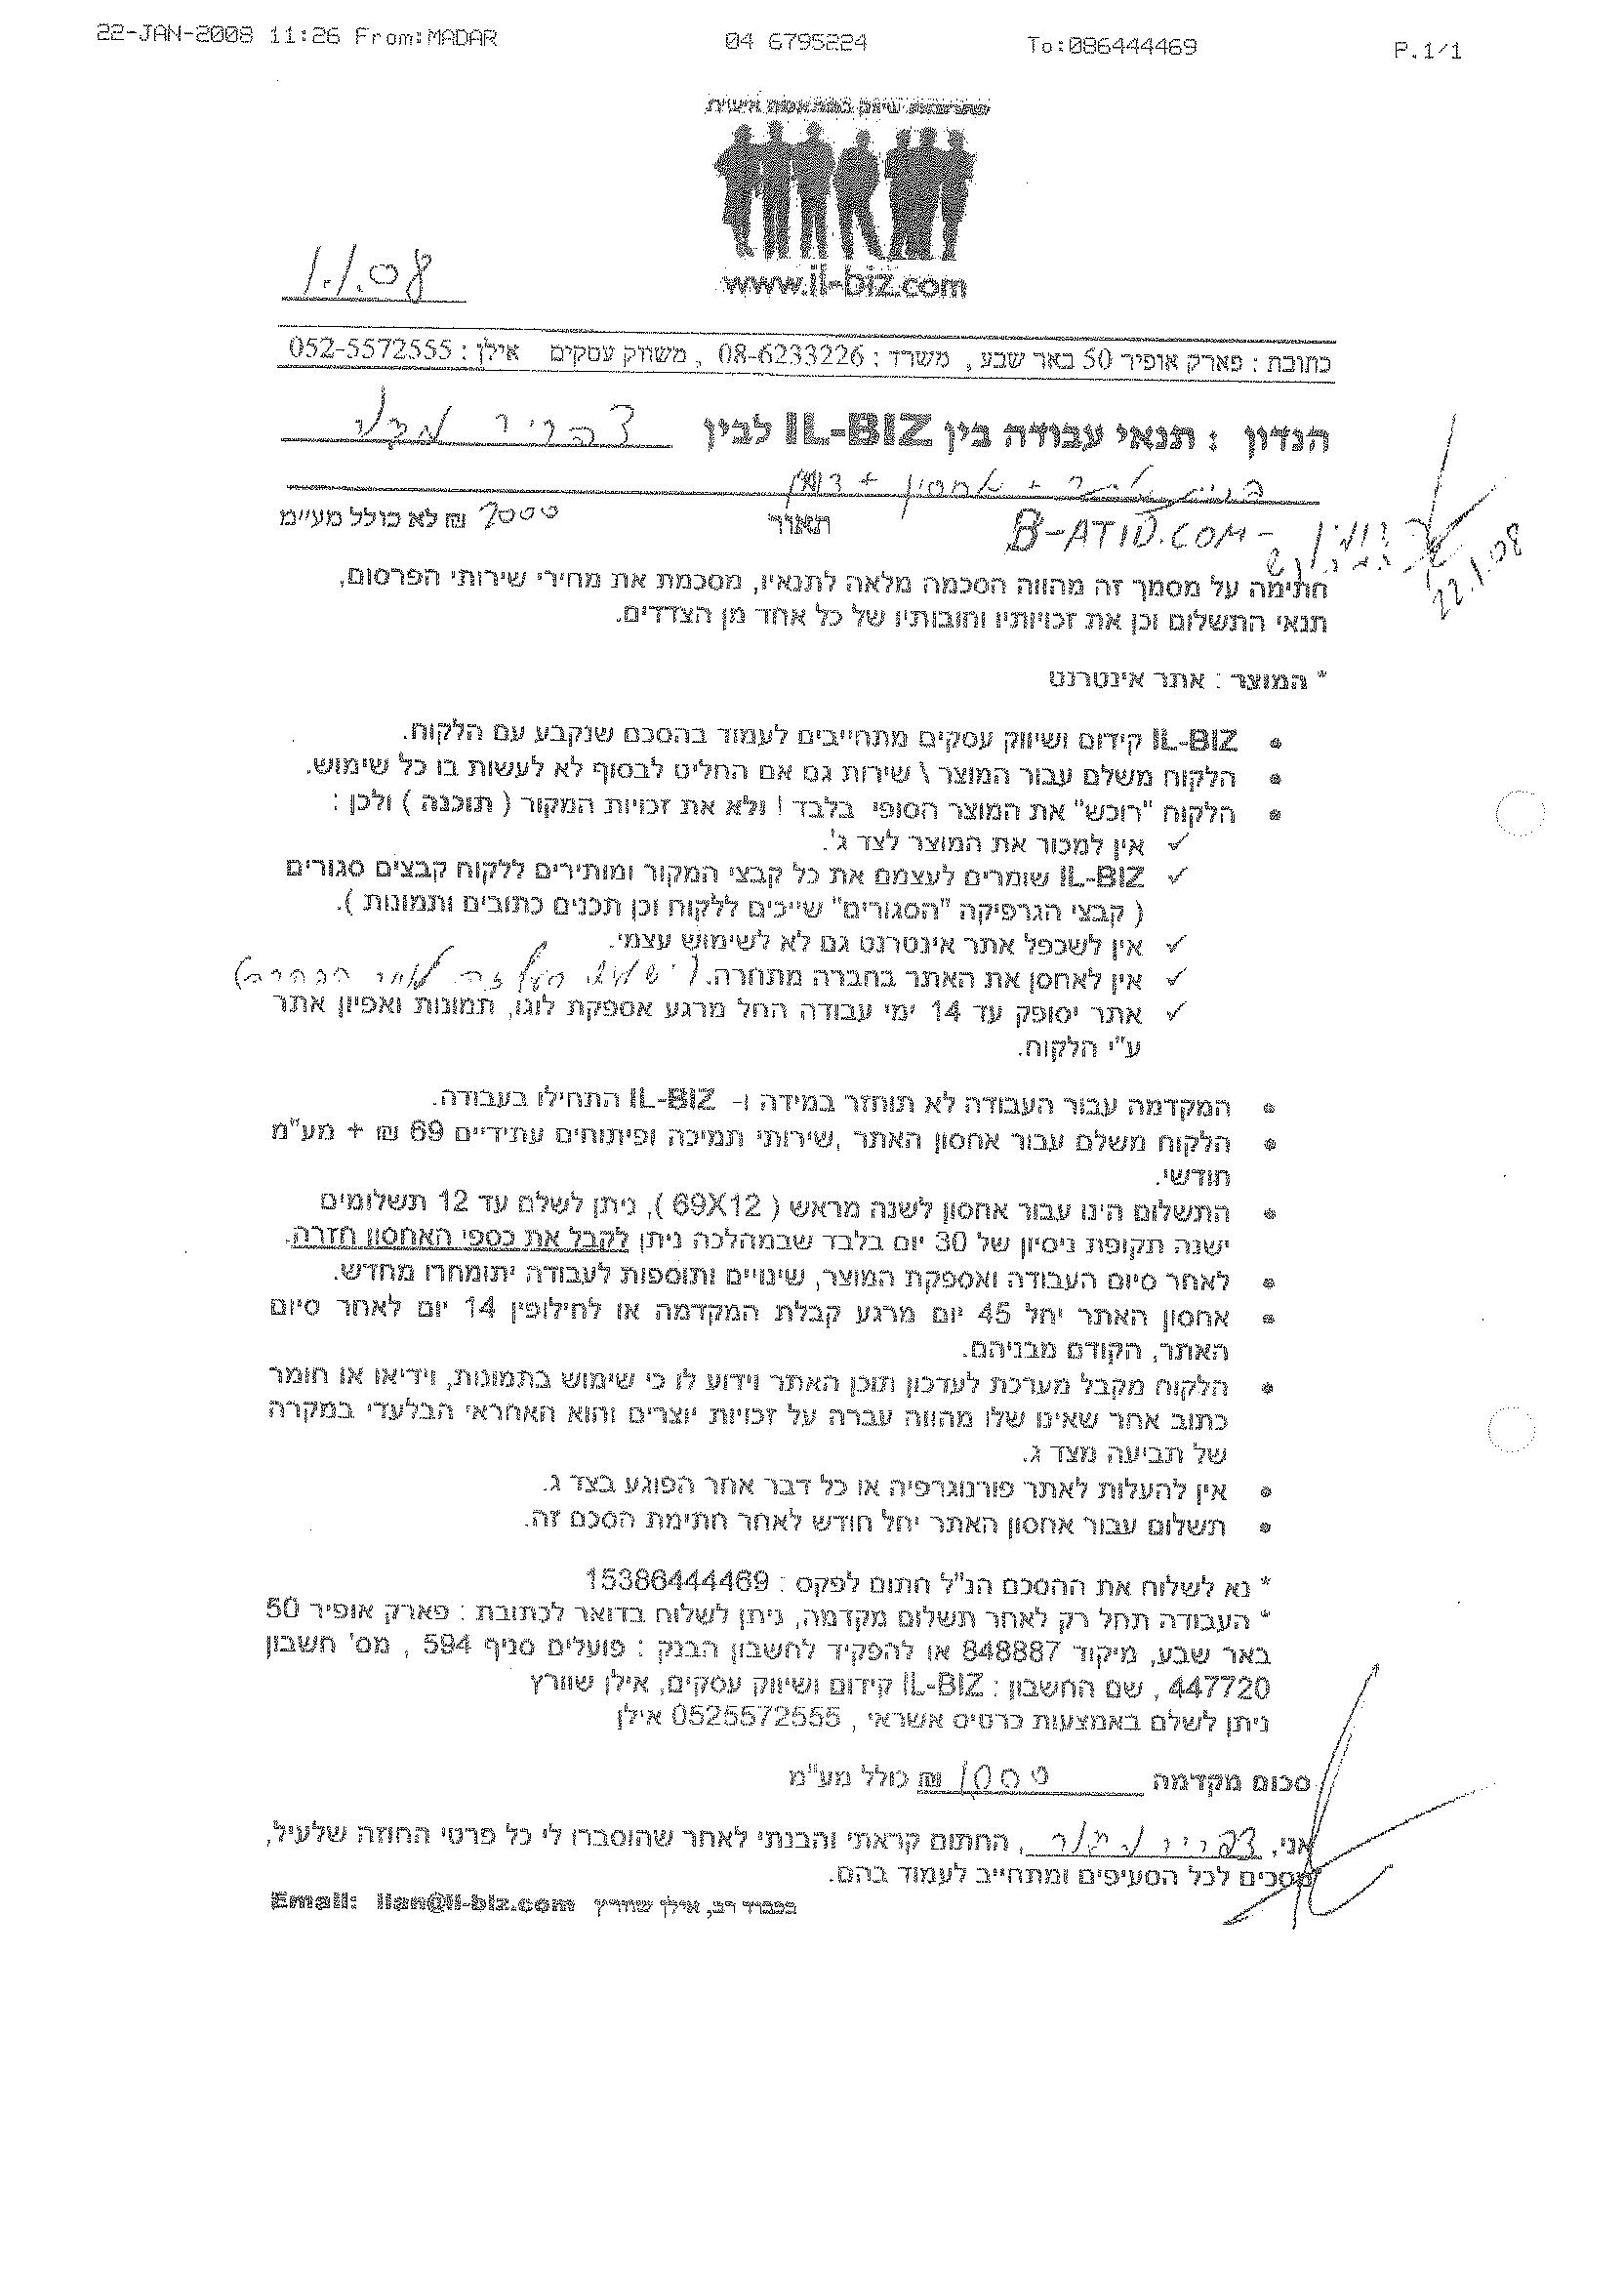 22-JAN-2008 11:26 From:MADAR 04 6795224 To:086444469 P.1/1
www.il-biz.com
1.1.08
כתובת : פארק אופיר 50 באר שבע , משרד : 08-6233226 , משווק עסקים אילן : 052-5572555
הנדון : תנאי עבודה בין IL-BIZ לבין
+ אחסון +
B-ATID.COM - תאור 7000 ₪ לא כולל מע״מ
22.1.08
חתימה על מסמך זה מהווה הסכמה מלאה לתנאיו, מסכמת את מחירי שירותי הפרסום,
תנאי התשלום וכן את זכויותיו וחובותיו של כל אחד מן הצדדים.
* המוצר : אתר אינטרנט
• IL-BIZ קידום ושיווק עסקים מתחייבים לעמוד בהסכם שנקבע עם הלקוח.
• הלקוח משלם עבור המוצר \ שירות גם אם החליט לבסוף לא לעשות בו כל שימוש.
• הלקוח "רוכש" את המוצר הסופי בלבד ! ולא את זכויות המקור ( תוכנה ) ולכן :
✓ אין למכור את המוצר לצד ג'.
✓ IL-BIZ שומרים לעצמם את כל קבצי המקור ומותירים ללקוח קבצים סגורים
( קבצי הגרפיקה "הסגורים" שייכים ללקוח וכן תכנים כתובים ותמונות ).
✓ אין לשכפל אתר אינטרנט גם לא לשימוש עצמי.
✓ אין לאחסן את האתר בחברה מתחרה.
✓ אתר יסופק עד 14 ימי עבודה החל מרגע אספקת לוגו, תמונות ואפיון אתר
ע"י הלקוח.
• המקדמה עבור העבודה לא תוחזר במידה ו- IL-BIZ התחילו בעבודה.
• הלקוח משלם עבור אחסון האתר ,שירותי תמיכה ופיתוחים עתידיים 69 ₪ + מע"מ
חודשי.
• התשלום הינו עבור אחסון לשנה מראש ( 69X12 ), ניתן לשלם עד 12 תשלומים
ישנה תקופת ניסיון של 30 יום בלבד שבמהלכה ניתן לקבל את כספי האחסון חזרה.
• לאחר סיום העבודה ואספקת המוצר, שינויים ותוספות לעבודה יתומחרו מחדש.
• אחסון האתר יחל 45 יום מרגע קבלת המקדמה או לחילופין 14 יום לאחר סיום
האתר, הקודם מבניהם.
• הלקוח מקבל מערכת לעדכון תוכן האתר וידוע לו כי שימוש בתמונות, וידיאו או חומר
כתוב אחר שאינו שלו מהווה עברה על זכויות יוצרים והוא האחראי הבלעדי במקרה
של תביעה מצד ג.
• אין להעלות לאתר פורנוגרפיה או כל דבר אחר הפוגע בצד ג.
• תשלום עבור אחסון האתר יחל חודש לאחר חתימת הסכם זה.
* נא לשלוח את ההסכם הנ"ל חתום לפקס : 15386444469
* העבודה תחל רק לאחר תשלום מקדמה, ניתן לשלוח בדואר לכתובת : פארק אופיר 50
באר שבע, מיקוד 848887 או להפקיד לחשבון הבנק : פועלים סניף 594 , מס' חשבון
447720 , שם החשבון : IL-BIZ קידום ושיווק עסקים, אילן שוורץ
ניתן לשלם באמצעות כרטיס אשראי , 0525572555 אילן
סכום מקדמה 1000 ₪ כולל מע"מ
אני, , החתום קראתי והבנתי לאחר שהוסברו לי כל פרטי החוזה שלעיל,
מסכים לכל הסעיפים ומתחייב לעמוד בהם.
בכבוד רב, אילן שוורץ Email: ilan@il-biz.com